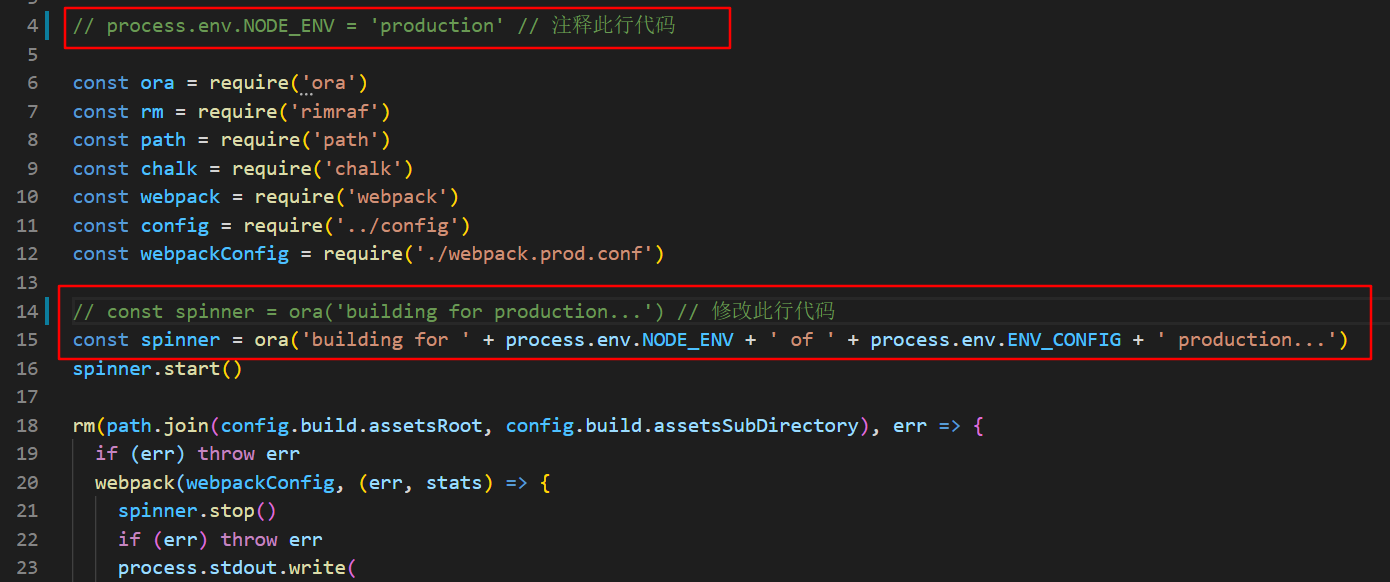 4 // process.env.NODE_ENV = 'production' // 注释此行代码
5
6 const ora = require('ora')
7 const rm = require('rimraf')
8 const path = require('path')
9 const chalk = require('chalk')
10 const webpack = require('webpack')
11 const config = require('../config')
12 const webpackConfig = require('./webpack.prod.conf')
13
14 // const spinner = ora('building for production...') // 修改此行代码
15 const spinner = ora('building for ' + process.env.NODE_ENV + ' of ' + process.env.ENV_CONFIG + ' production...')
16 spinner.start()
17
18 rm(path.join(config.build.assetsRoot, config.build.assetsSubDirectory), err => {
19 if (err) throw err
20 webpack(webpackConfig, (err, stats) => {
21 spinner.stop()
22 if (err) throw err
23 process.stdout.write(